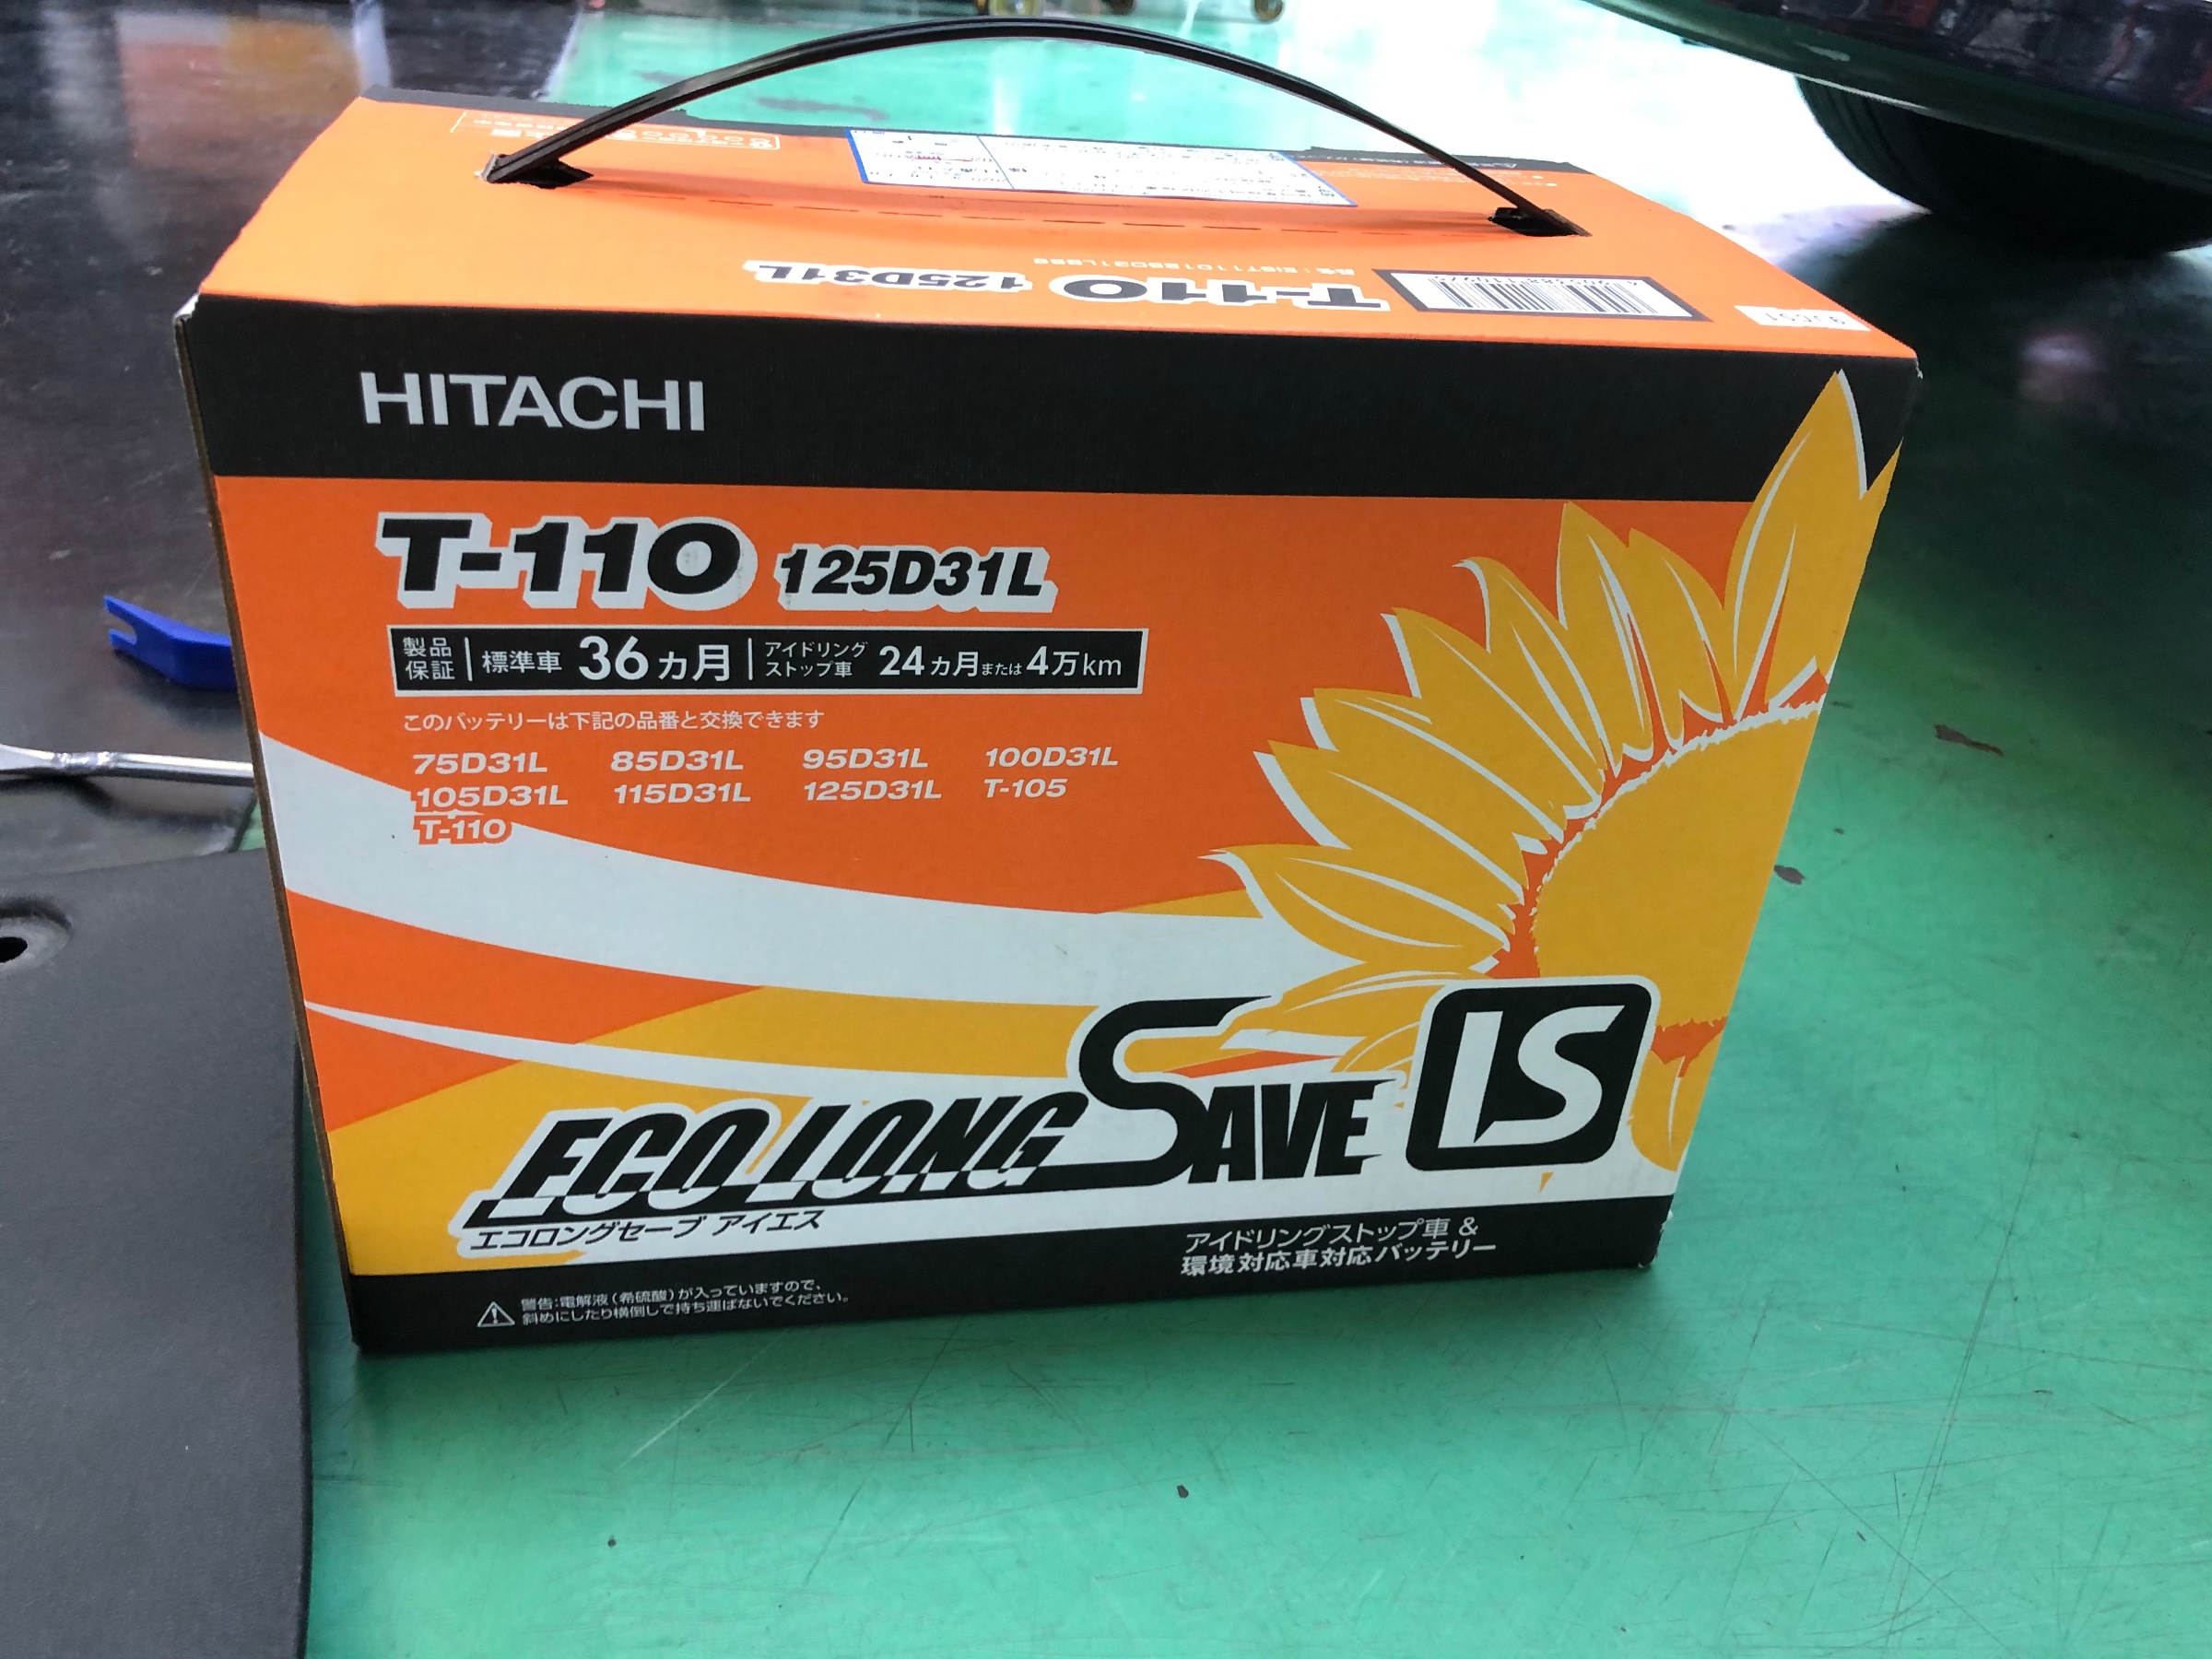 品番：EIST110125D31LBSS
T-110 125D31L
HITACHI
T-110 125D31L
製品保証 標準車 36ヵ月 アイドリングストップ車 24ヵ月または4万km
このバッテリーは下記の品番と交換できます
75D31L 85D31L 95D31L 100D31L
105D31L 115D31L 125D31L T-105
T-110
ECO LONG SAVE IS
エコロングセーブ アイエス
アイドリングストップ車 &
環境対応車対応バッテリー
警告:電解液（希硫酸）が入っていますので、
斜めにしたり横倒しで持ち運ばないでください。